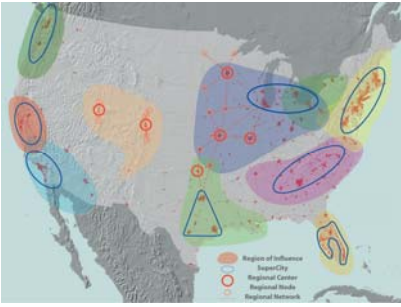 Region of Influence
SuperCity
Regional Center
Regional Node
Regional Network